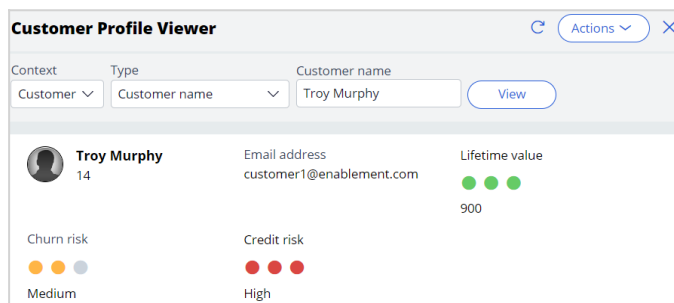 Customer Profile Viewer
Actions
Context
Type
Customer name
Customer
Customer name
Troy Murphy
View
Troy Murphy
14
Email address
customer1@enablement.com
Lifetime value
900
Churn risk
Medium
Credit risk
High